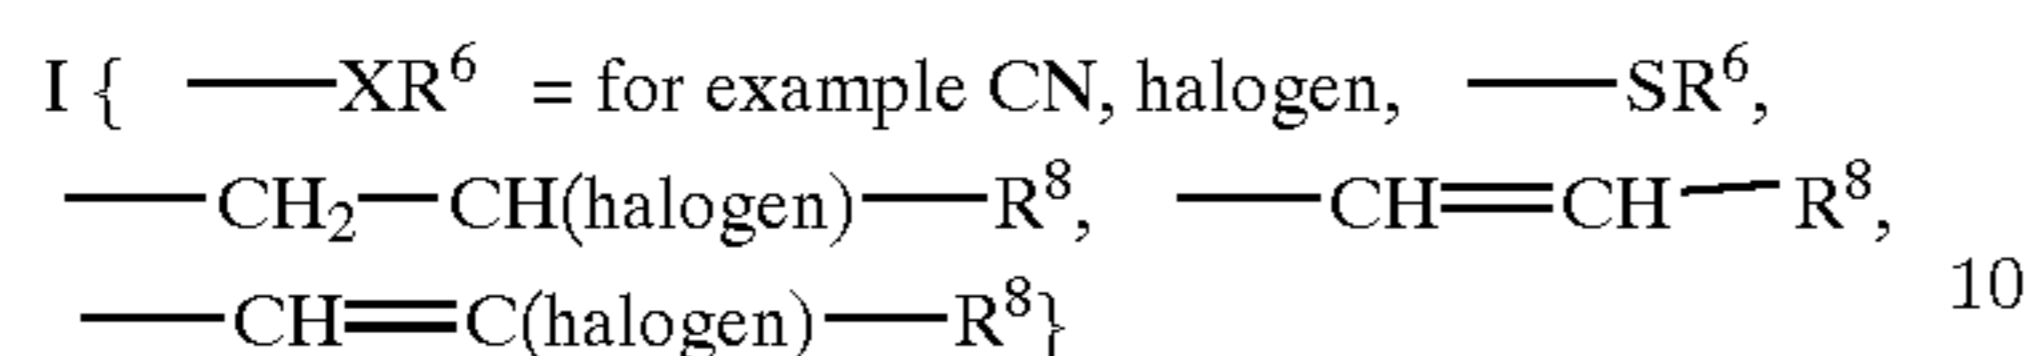 I { —XR⁶ = for example CN, halogen, —SR⁶,
—CH₂—CH(halogen)—R⁸, —CH=CH—R⁸,
—CH=C(halogen)—R⁸}
10